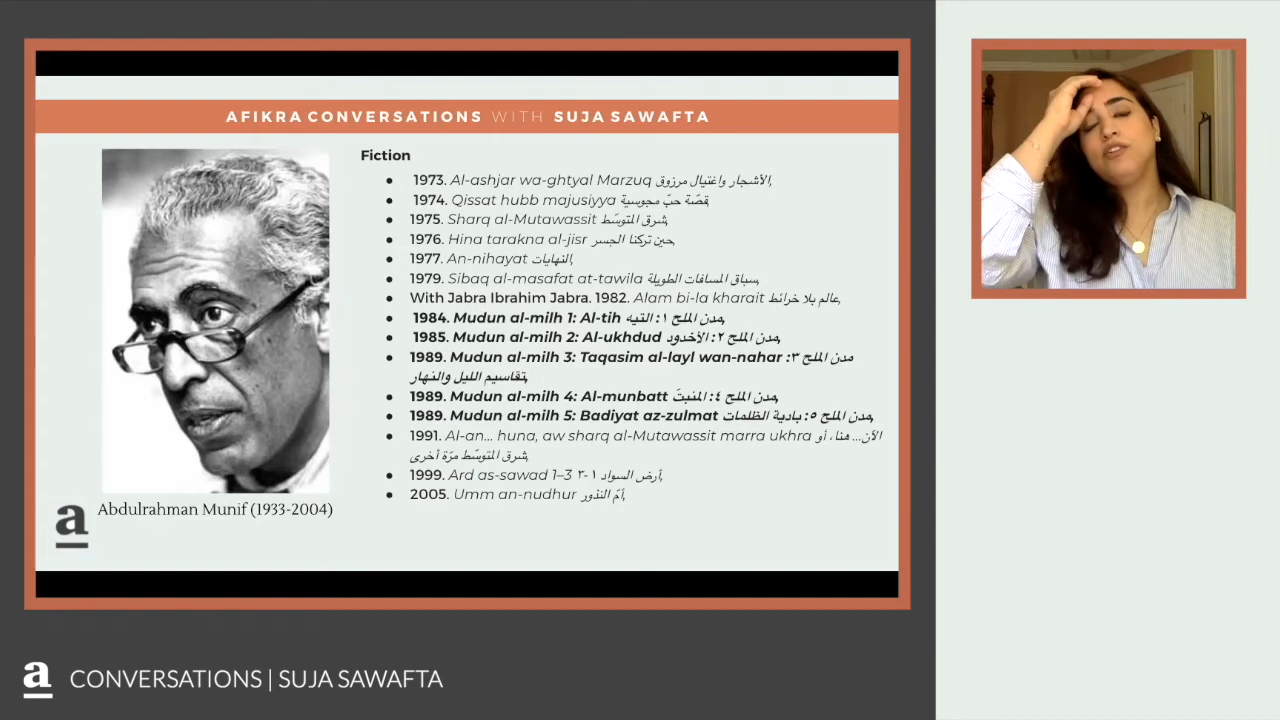 AFIKRA CONVERSATIONS WITH SUJA SAWAFTA
Fiction
• 1973. Al-ashjar wa-ghtyal Marzuq الأشجار واغتيال مرزوق,
• 1974. Qissat hubb majusiyya قصّة حبّ مجوسية,
• 1975. Sharq al-Mutawassit شرق المتوسّط,
• 1976. Hina tarakna al-jisr حين تركنا الجسر,
• 1977. An-nihayat النهايات,
• 1979. Sibaq al-masafat at-tawila سباق المسافات الطويلة,
• With Jabra Ibrahim Jabra. 1982. Alam bi-la kharait عالم بلا خرائط,
• 1984. Mudun al-milh 1: Al-tih مدن الملح ١: التيه,
• 1985. Mudun al-milh 2: Al-ukhdud مدن الملح ٢: الأخدود,
• 1989. Mudun al-milh 3: Taqasim al-layl wan-nahar مدن الملح ٣:
تقاسيم الليل والنهار,
• 1989. Mudun al-milh 4: Al-munbatt مدن الملح ٤: المنبتّ,
• 1989. Mudun al-milh 5: Badiyat az-zulmat مدن الملح ٥: بادية الظلمات,
• 1991. Al-an... huna, aw sharq al-Mutawassit marra ukhra الآن... هنا، أو
شرق المتوسّط مرّة أخرى,
• 1999. Ard as-sawad 1–3 أرض السواد ١-٣,
• 2005. Umm an-nudhur أمّ النذور,
Abdulrahman Munif (1933-2004)
a
a CONVERSATIONS | SUJA SAWAFTA